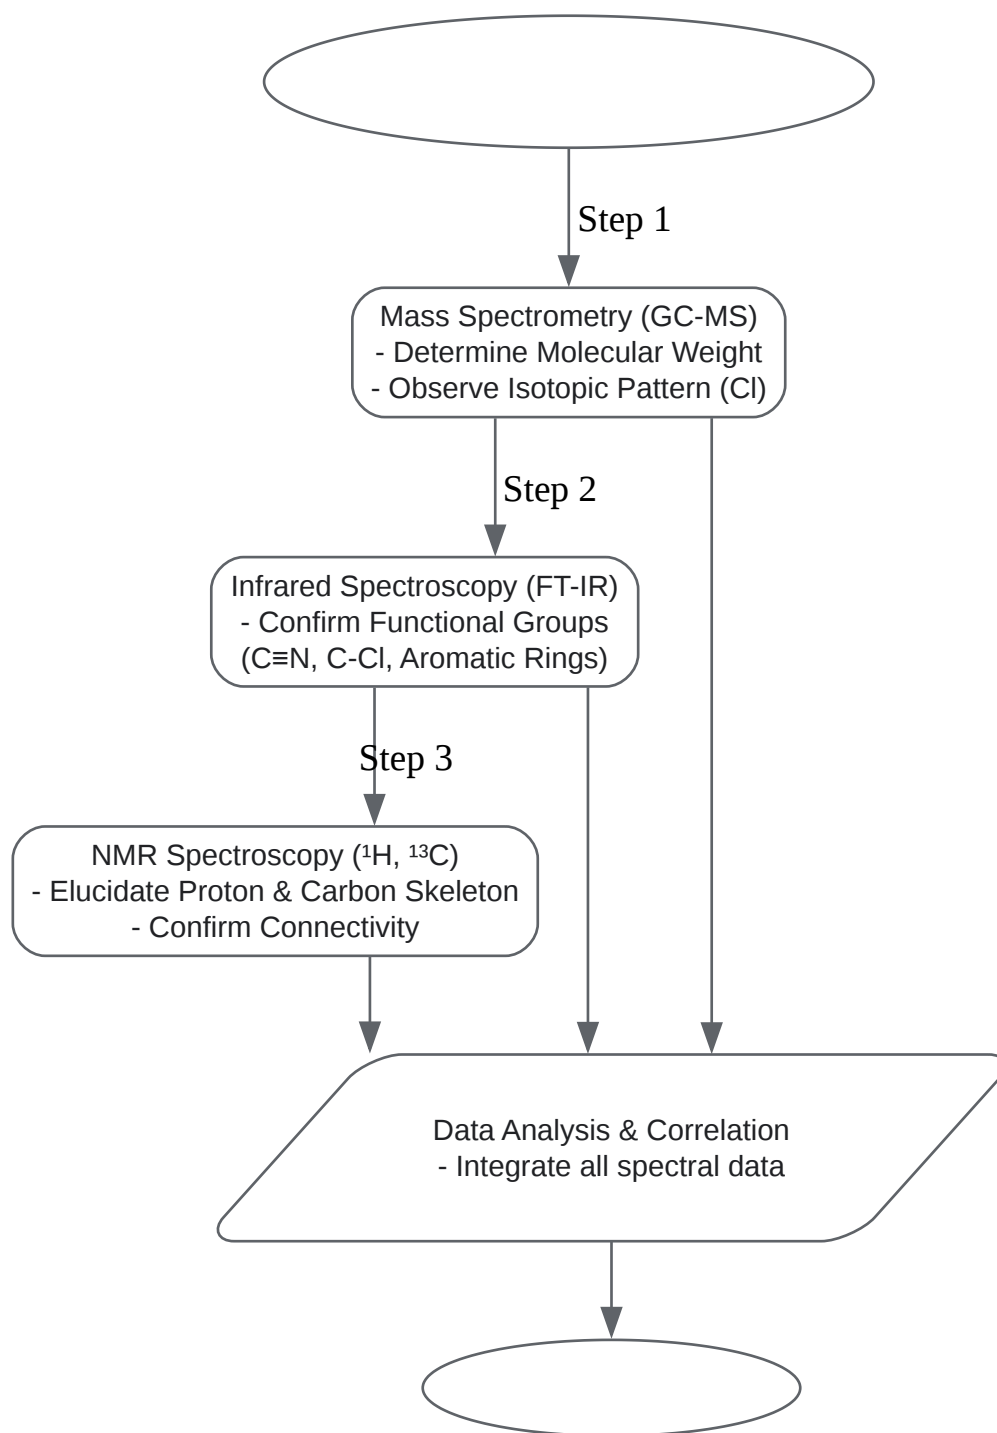 Step 1
Mass Spectrometry (GC-MS)
- Determine Molecular Weight
- Observe Isotopic Pattern (Cl)
Step 2
Infrared Spectroscopy (FT-IR)
- Confirm Functional Groups
(C≡N, C-Cl, Aromatic Rings)
Step 3
NMR Spectroscopy (¹H, ¹³C)
- Elucidate Proton & Carbon Skeleton
- Confirm Connectivity
Data Analysis & Correlation
- Integrate all spectral data